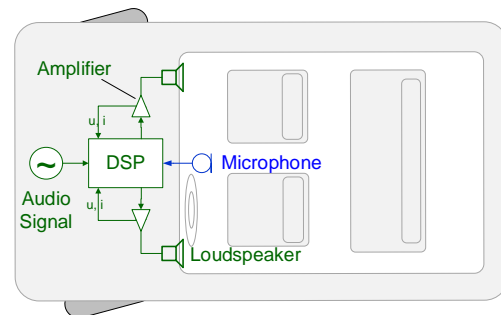 Amplifier
u, i
DSP
Microphone
~
Audio
Signal
u, i
Loudspeaker